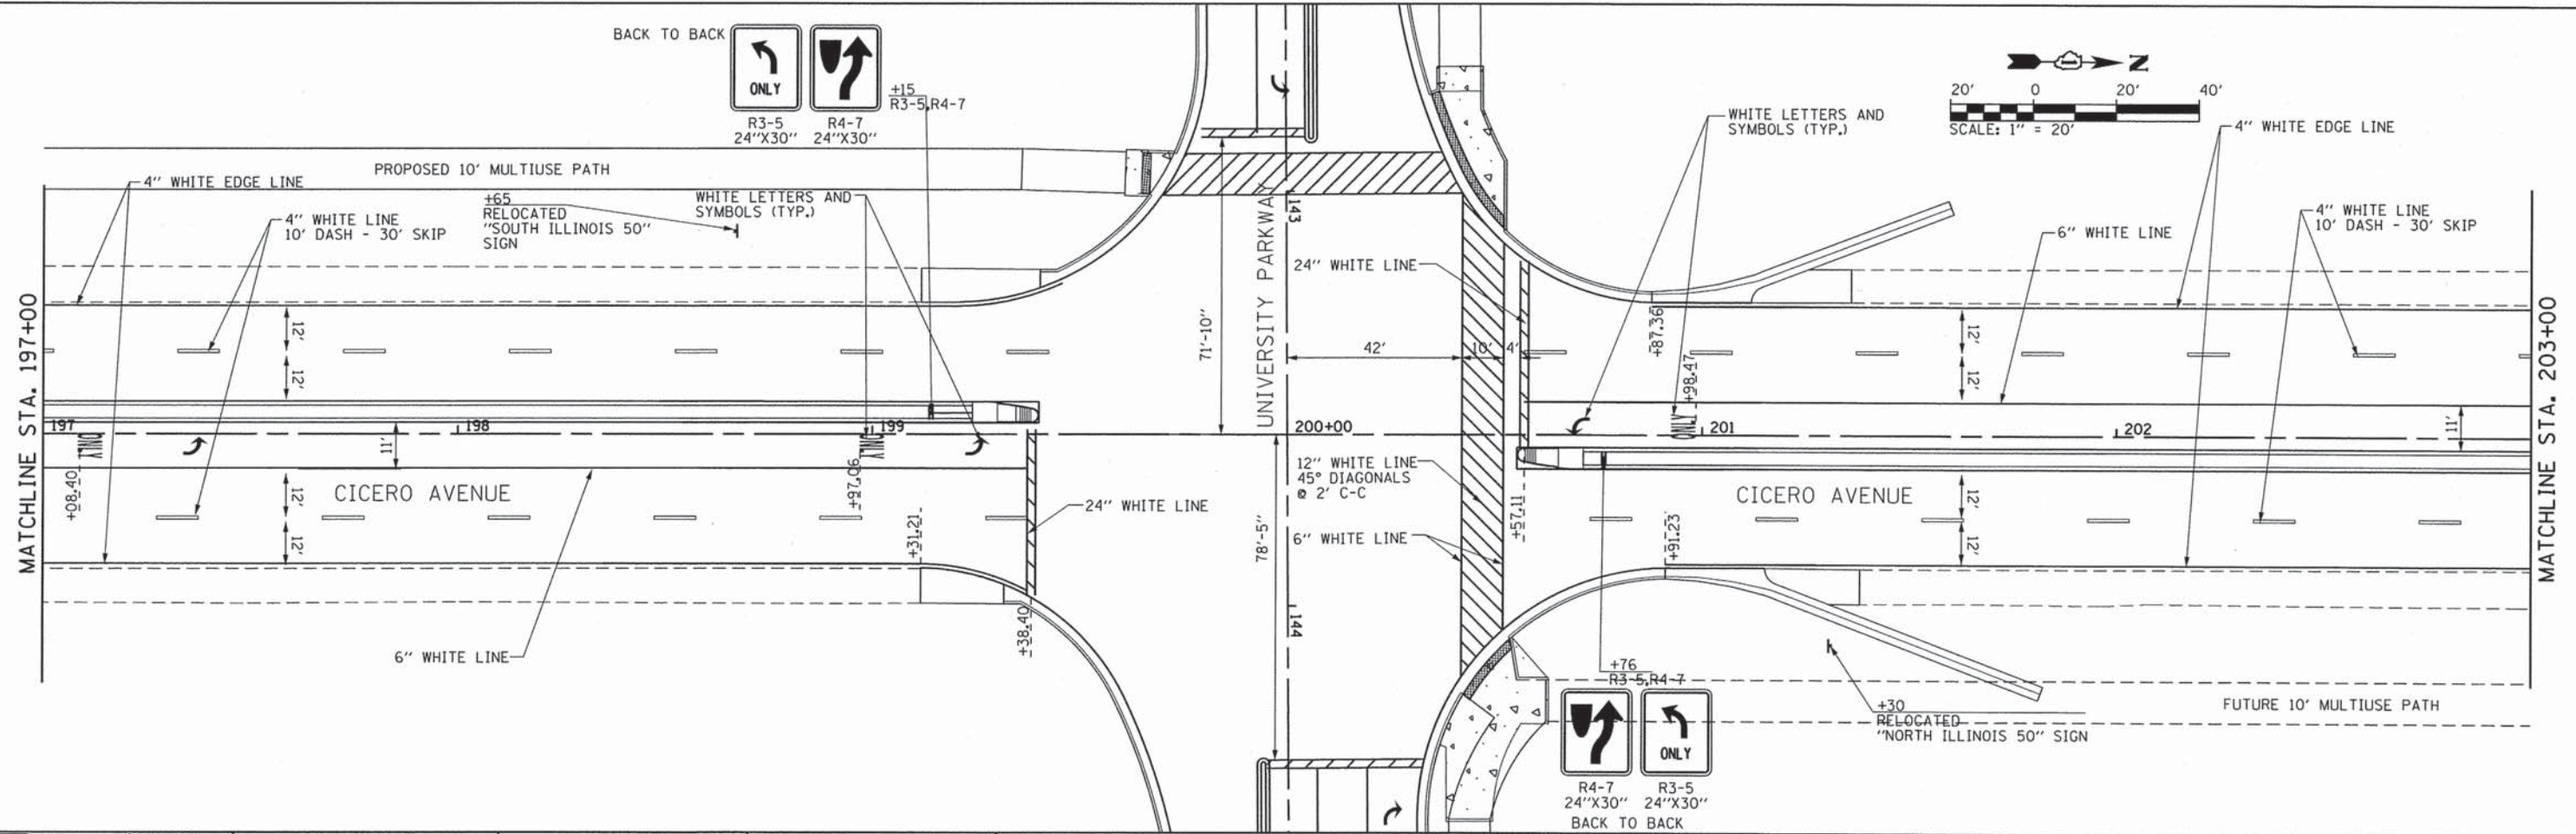 BACK TO BACK
ONLY
R3-5
24"X30"
R4-7
24"X30"
+15
R3-5,R4-7
PROPOSED 10' MULTIUSE PATH
4" WHITE EDGE LINE
4" WHITE LINE
10' DASH - 30' SKIP
+65
RELOCATED
"SOUTH ILLINOIS 50"
SIGN
WHITE LETTERS AND
SYMBOLS (TYP.)
MATCHLINE STA. 197+00
12'
12'
197
198
199
ONLY
ONLY
11'
+08.40
+97.06
CICERO AVENUE
12'
12'
+31.21
+38.40
24" WHITE LINE
6" WHITE LINE
UNIVERSITY PARKWAY
143
144
71'-10"
78'-5"
42'
10'
4'
200+00
24" WHITE LINE
12" WHITE LINE
45° DIAGONALS
@ 2' C-C
6" WHITE LINE
WHITE LETTERS AND
SYMBOLS (TYP.)
N
20' 0 20' 40'
SCALE: 1" = 20'
4" WHITE EDGE LINE
6" WHITE LINE
4" WHITE LINE
10' DASH - 30' SKIP
+87.36
+98.47
ONLY
201
202
12'
12'
11'
+57.11
+91.23
CICERO AVENUE
12'
12'
MATCHLINE STA. 203+00
+76
R3-5,R4-7
ONLY
R4-7
24"X30"
R3-5
24"X30"
BACK TO BACK
+30
RELOCATED
"NORTH ILLINOIS 50" SIGN
FUTURE 10' MULTIUSE PATH